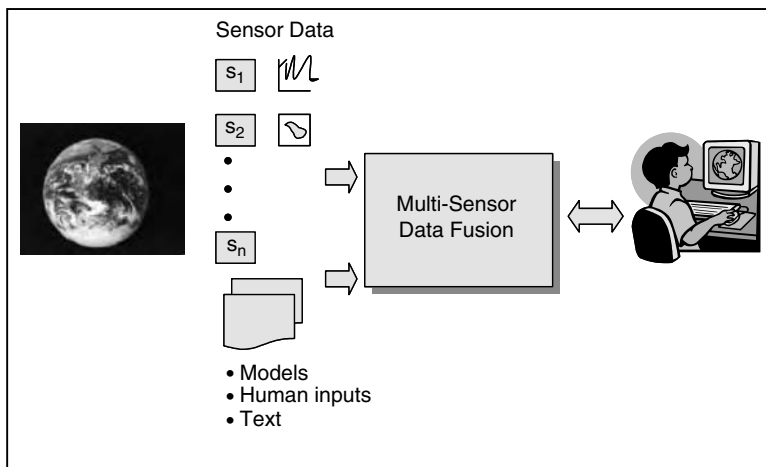 Sensor Data
s1
s2
sn
Multi-Sensor
Data Fusion
• Models
• Human inputs
• Text